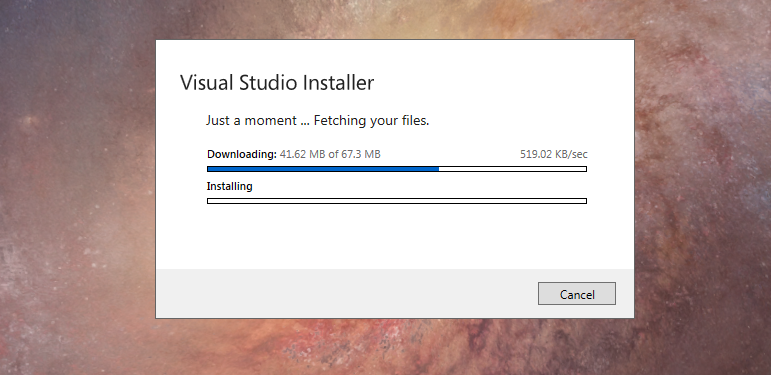 Visual Studio Installer
Just a moment ... Fetching your files.
Downloading: 41.62 MB of 67.3 MB 519.02 KB/sec
Installing
Cancel